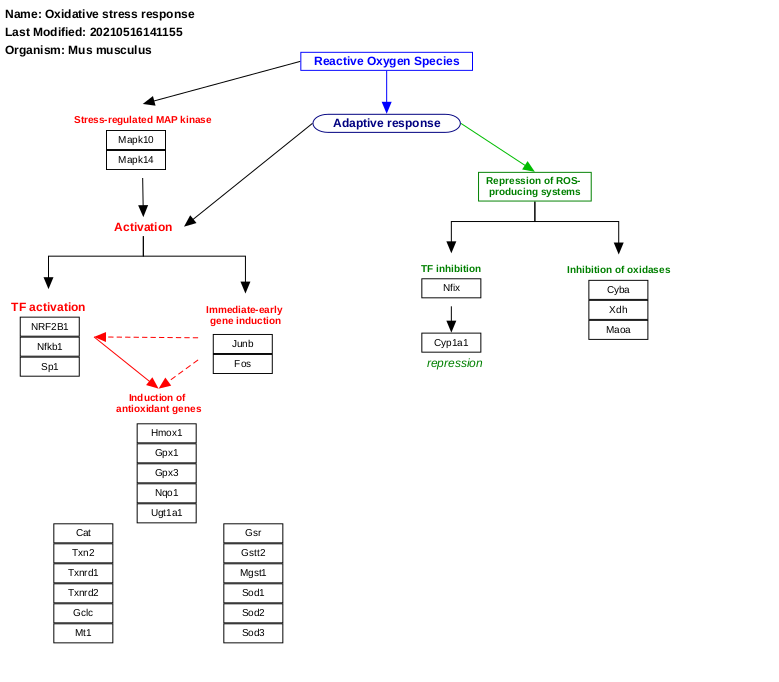 Name: Oxidative stress response
Last Modified: 20210516141155
Organism: Mus musculus
Reactive Oxygen Species
Stress-regulated MAP kinase
Mapk10
Mapk14
Adaptive response
Activation
Repression of ROS-
producing systems
TF activation
NRF2B1
Nfkb1
Sp1
Immediate-early
gene induction
Junb
Fos
TF inhibition
Nfix
Cyp1a1
repression
Inhibition of oxidases
Cyba
Xdh
Maoa
Induction of
antioxidant genes
Hmox1
Gpx1
Gpx3
Nqo1
Ugt1a1
Cat
Txn2
Txnrd1
Txnrd2
Gclc
Mt1
Gsr
Gstt2
Mgst1
Sod1
Sod2
Sod3